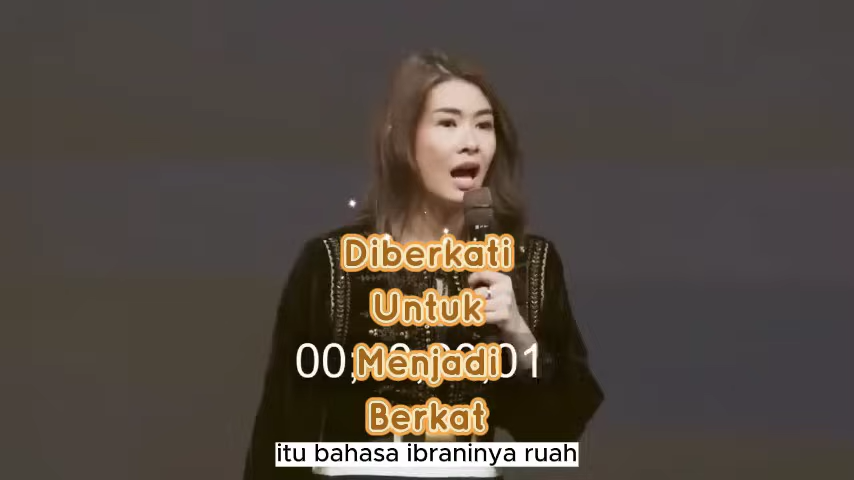 Diberkati
Untuk
Menjadi
Berkat
itu bahasa ibraninya ruah